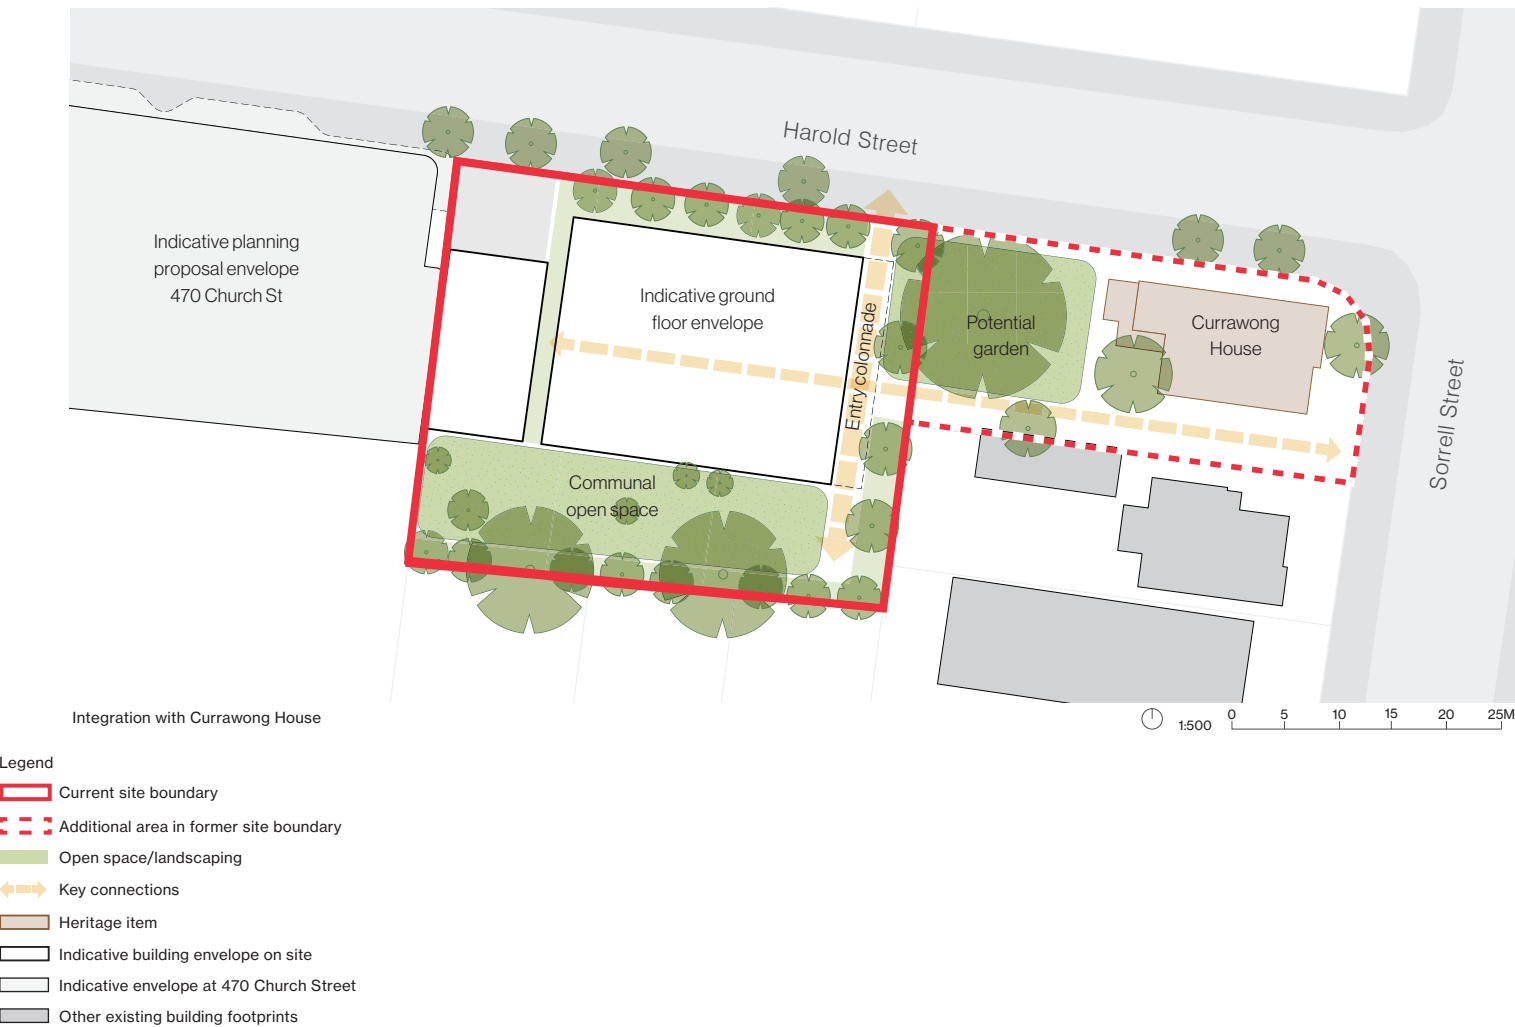 Harold Street
Indicative planning
proposal envelope
470 Church St
Indicative ground
floor envelope
Entry colonnade
Potential
garden
Currawong
House
Sorrell Street
Communal
open space
Integration with Currawong House
1:500
0 5 10 15 20 25M
Legend
Current site boundary
Additional area in former site boundary
Open space/landscaping
Key connections
Heritage item
Indicative building envelope on site
Indicative envelope at 470 Church Street
Other existing building footprints